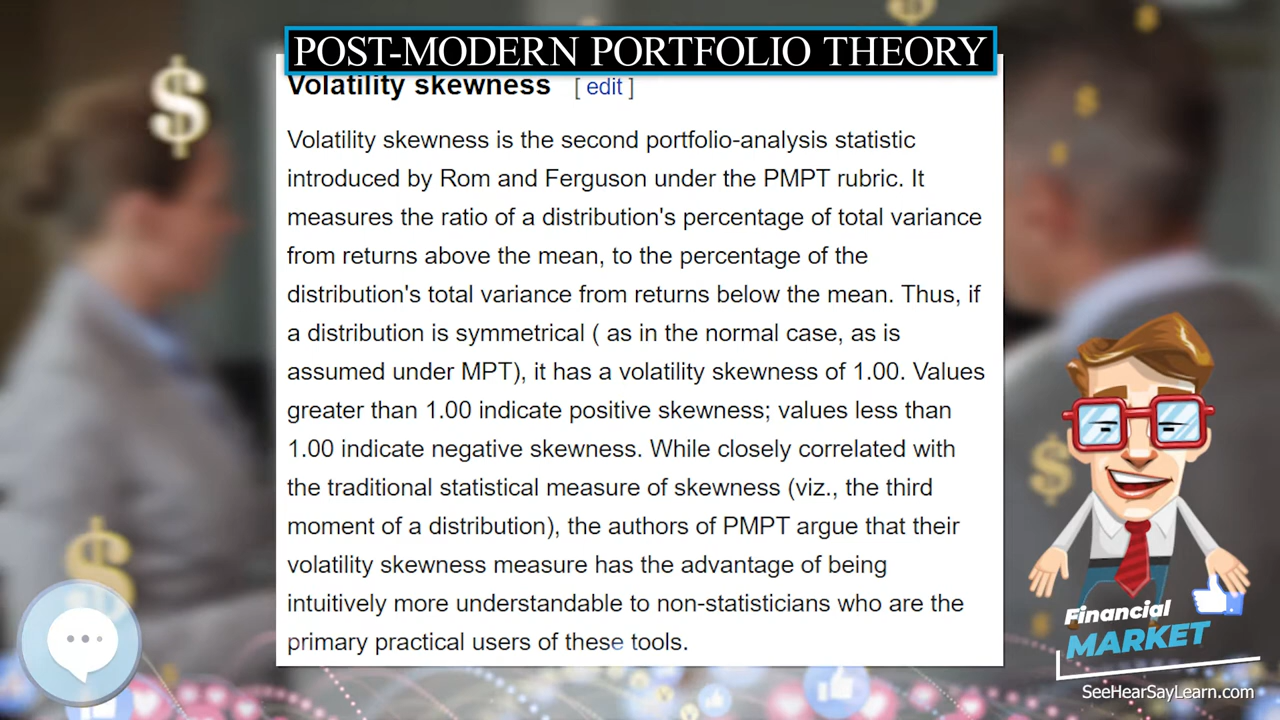 POST-MODERN PORTFOLIO THEORY
Volatility skewness [ edit ]
Volatility skewness is the second portfolio-analysis statistic
introduced by Rom and Ferguson under the PMPT rubric. It
measures the ratio of a distribution's percentage of total variance
from returns above the mean, to the percentage of the
distribution's total variance from returns below the mean. Thus, if
a distribution is symmetrical ( as in the normal case, as is
assumed under MPT), it has a volatility skewness of 1.00. Values
greater than 1.00 indicate positive skewness; values less than
1.00 indicate negative skewness. While closely correlated with
the traditional statistical measure of skewness (viz., the third
moment of a distribution), the authors of PMPT argue that their
volatility skewness measure has the advantage of being
intuitively more understandable to non-statisticians who are the
primary practical users of these tools.
Financial
MARKET
SeeHearSayLearn.com